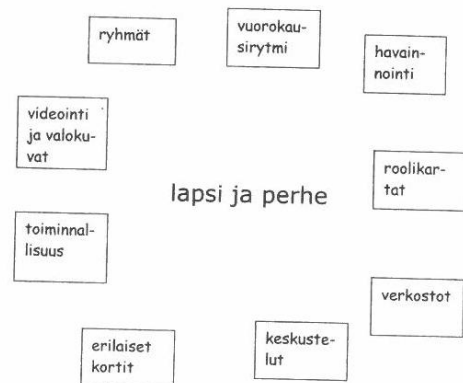 ryhmät
vuorokau-
sirytmi
havain-
nointi
videointi
ja valoku-
vat
roolikar-
tat
lapsi ja perhe
toiminnal-
lisuus
verkostot
erilaiset
kortit
keskuste-
lut